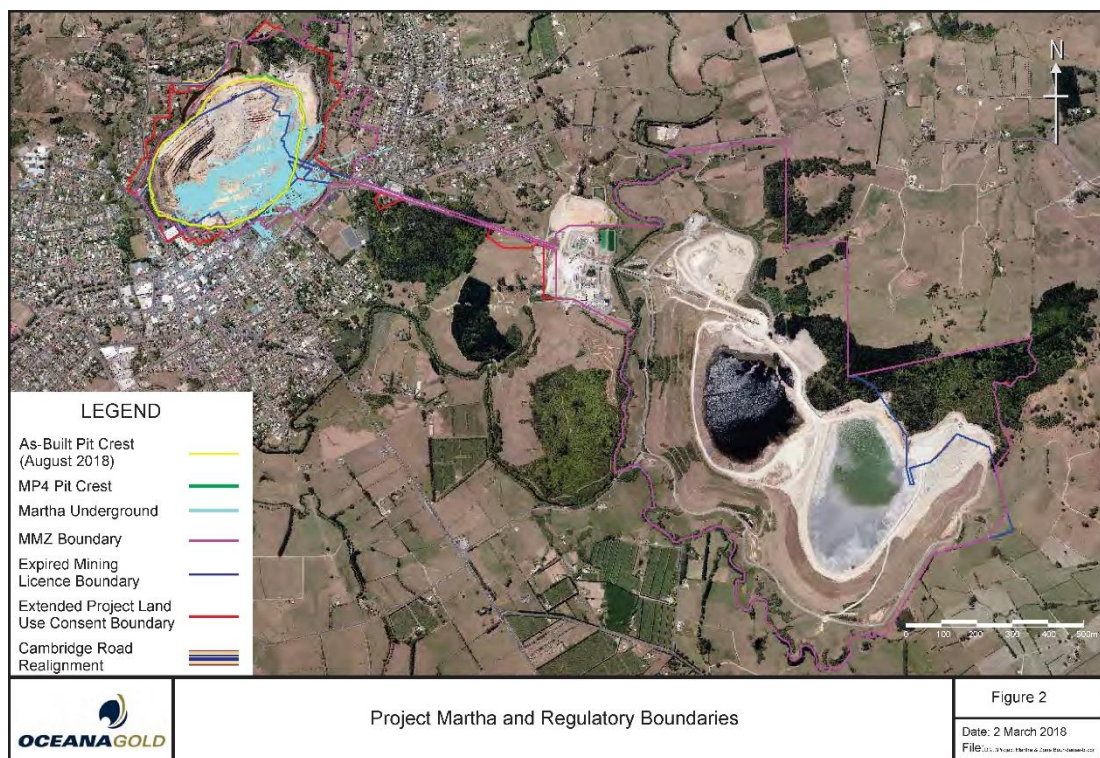 N
LEGEND
As-Built Pit Crest
(August 2018)
MP4 Pit Crest
Martha Underground
MMZ Boundary
Expired Mining
Licence Boundary
Extended Project Land
Use Consent Boundary
Cambridge Road
Realignment
0 100 200 300 400 500m
OCEANAGOLD
Project Martha and Regulatory Boundaries
Figure 2
Date: 2 March 2018
File: